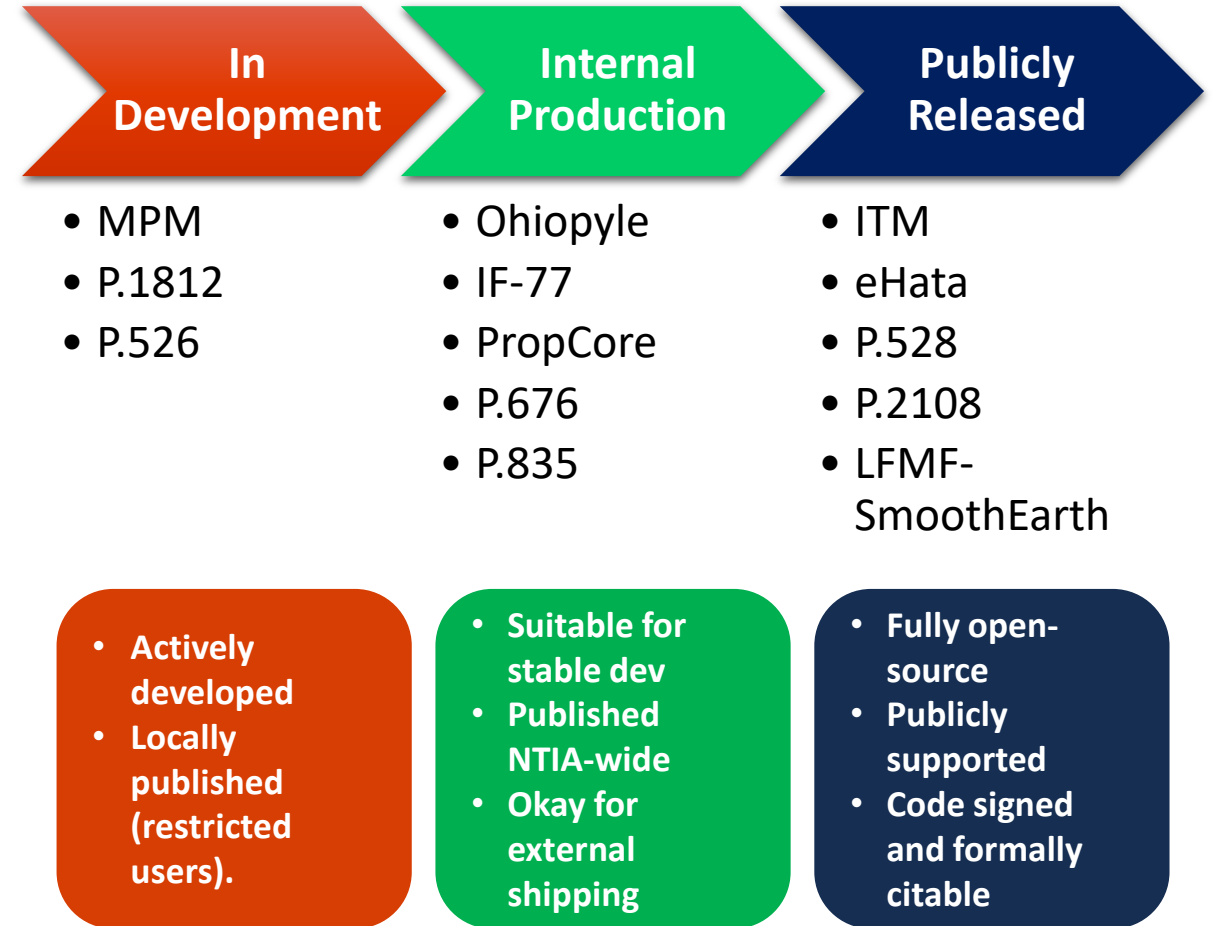 In
Development
Internal
Production
Publicly
Released
• MPM
• P.1812
• P.526
• Ohiopyle
• IF-77
• PropCore
• P.676
• P.835
• ITM
• eHata
• P.528
• P.2108
• LFMF-
SmoothEarth
• Actively
developed
• Locally
published
(restricted
users).
• Suitable for
stable dev
• Published
NTIA-wide
• Okay for
external
shipping
• Fully open-
source
• Publicly
supported
• Code signed
and formally
citable